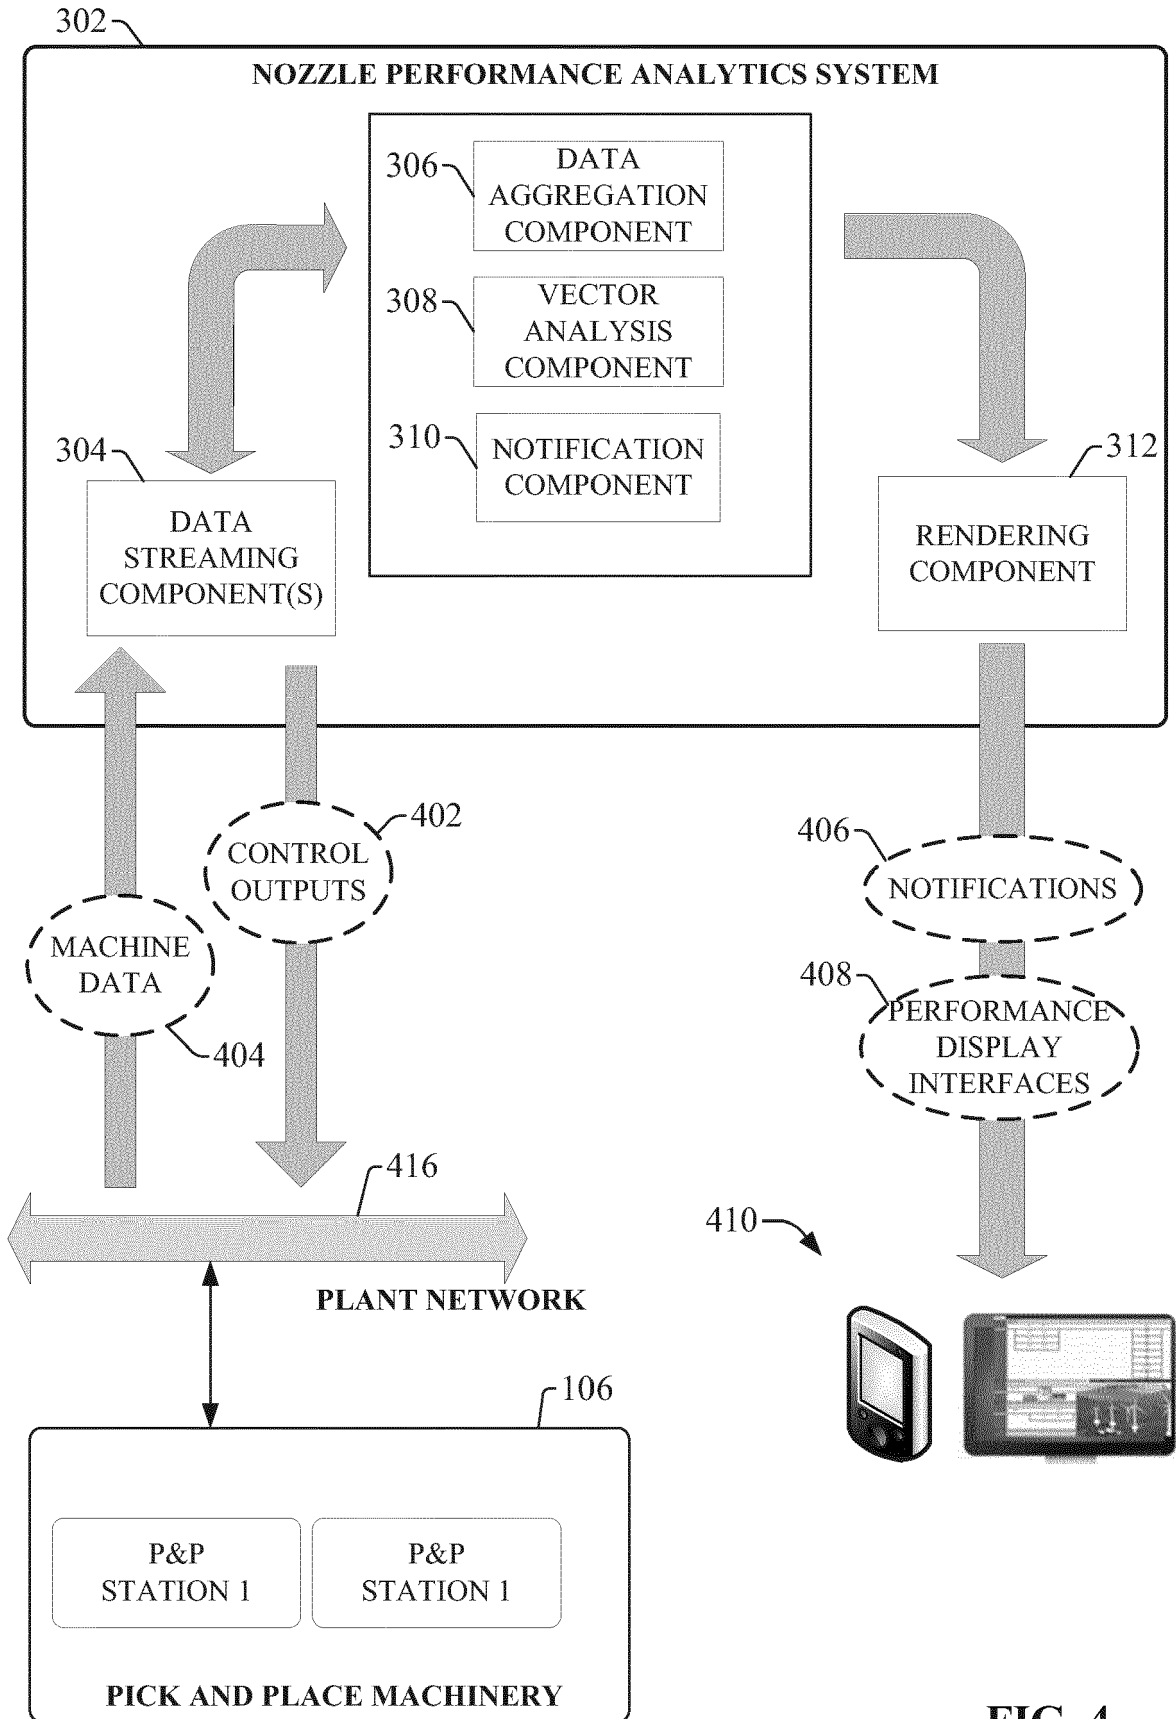 302
NOZZLE PERFORMANCE ANALYTICS SYSTEM
306
DATA
AGGREGATION
COMPONENT
308
VECTOR
ANALYSIS
COMPONENT
310
NOTIFICATION
COMPONENT
304
DATA
STREAMING
COMPONENT(S)
312
RENDERING
COMPONENT
402
CONTROL
OUTPUTS
MACHINE
DATA
404
406
NOTIFICATIONS
408
PERFORMANCE
DISPLAY
INTERFACES
416
PLANT NETWORK
410
106
P&P
STATION 1
P&P
STATION 1
PICK AND PLACE MACHINERY
FIG. 4